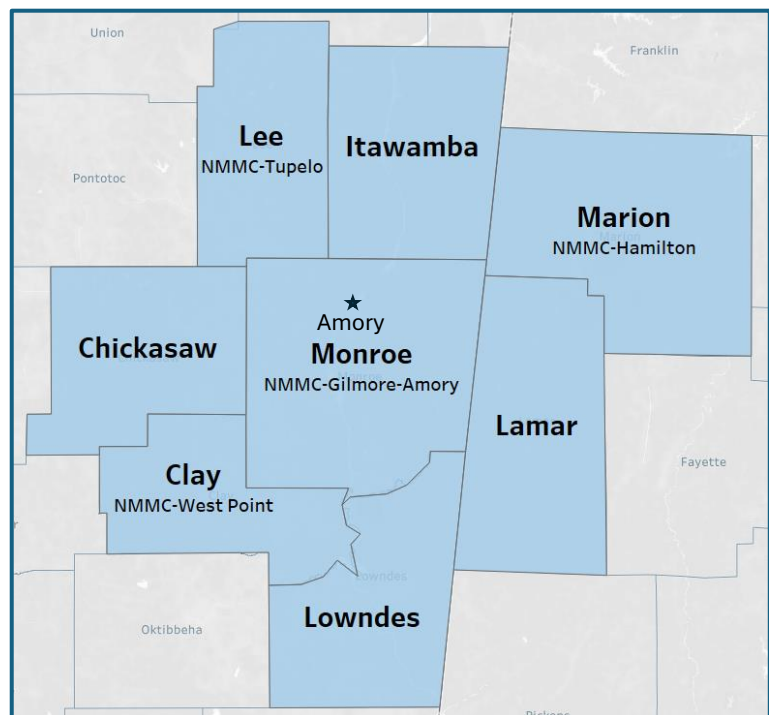 Union
Franklin
Lee
NMMC-Tupelo
Itawamba
Pontotoc
Marion
NMMC-Hamilton
Amory
Chickasaw
Monroe
NMMC-Gilmore-Amory
Lamar
Clay
NMMC-West Point
Fayette
Lowndes
Lowndes
Oktibbeha